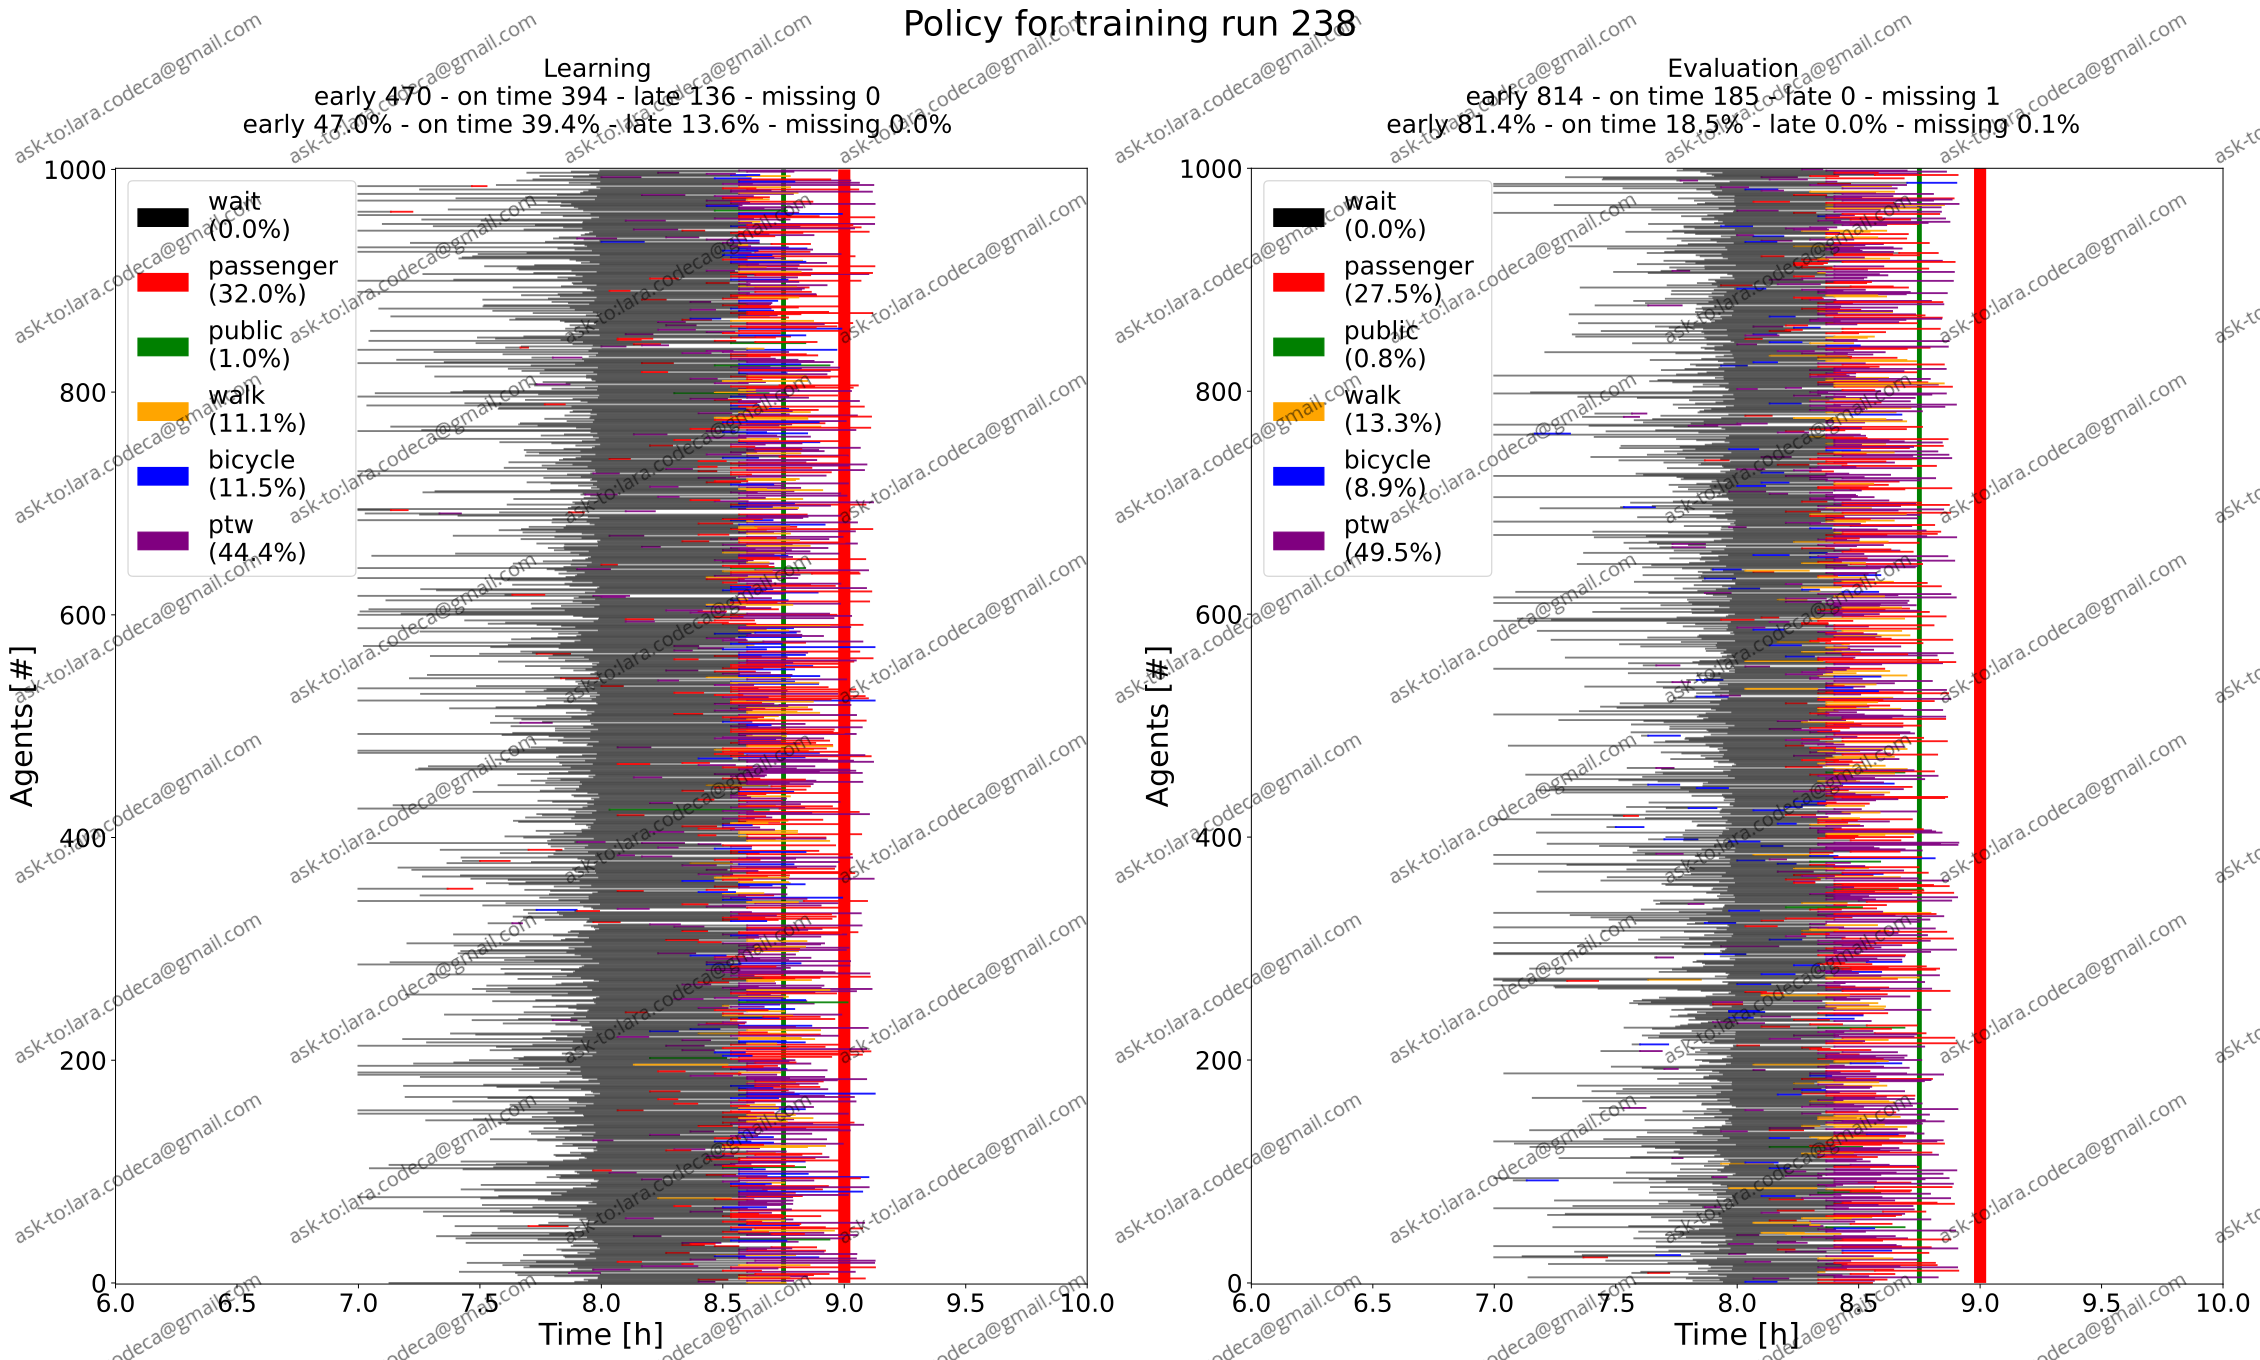 Policy for training run 238
Learning
early 470 - on time 394 - late 136 - missing 0
early 47.0% - on time 39.4% - late 13.6% - missing 0.0%
1000
800
600
400
200
0
Agents [#]
wait
(0.0%)
passenger
(32.0%)
public
(1.0%)
walk
(11.1%)
bicycle
(11.5%)
ptw
(44.4%)
6.0 6.5 7.0 7.5 8.0 8.5 9.0 9.5 10.0
Time [h]
Evaluation
early 814 - on time 185 - late 0 - missing 1
early 81.4% - on time 18.5% - late 0.0% - missing 0.1%
1000
800
600
400
200
0
Agents [#]
wait
(0.0%)
passenger
(27.5%)
public
(0.8%)
walk
(13.3%)
bicycle
(8.9%)
ptw
(49.5%)
6.0 6.5 7.0 7.5 8.0 8.5 9.0 9.5 10.0
Time [h]
ask-to:lara.codeca@gmail.com